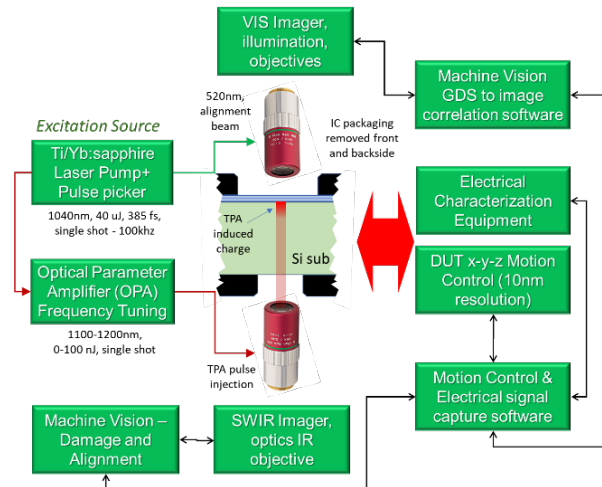 VIS Imager,
illumination,
objectives
Machine Vision
GDS to image
correlation software
520nm,
alignment
beam
IC packaging
removed front
and backside
Excitation Source
Ti/Yb:sapphire
Laser Pump+
Pulse picker
1040nm, 40 uJ, 385 fs,
single shot - 100khz
TPA
induced
charge
Si sub
Electrical
Characterization
Equipment
DUT x-y-z Motion
Control (10nm
resolution)
Optical Parameter
Amplifier (OPA)
Frequency Tuning
1100-1200nm,
0-100 nJ, single shot
TPA pulse
injection
Motion Control &
Electrical signal
capture software
Machine Vision –
Damage and
Alignment
SWIR Imager,
optics IR
objective